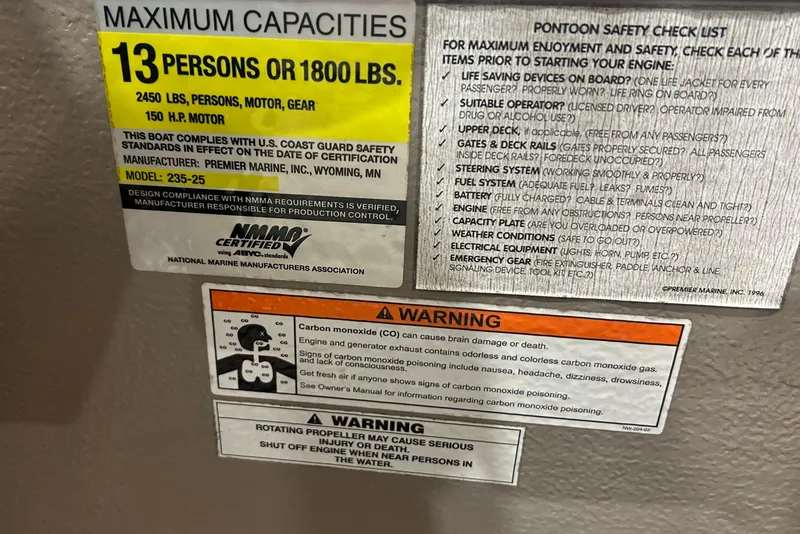 MAXIMUM CAPACITIES
13 PERSONS OR 1800 LBS.
2450 LBS, PERSONS, MOTOR, GEAR
150 H.P. MOTOR
THIS BOAT COMPLIES WITH U.S. COAST GUARD SAFETY
STANDARDS IN EFFECT ON THE DATE OF CERTIFICATION
MANUFACTURER: PREMIER MARINE, INC., WYOMING, MN
MODEL: 235-25
DESIGN COMPLIANCE WITH NMMA REQUIREMENTS IS VERIFIED,
MANUFACTURER RESPONSIBLE FOR PRODUCTION CONTROL.
NMMA®
CERTIFIED
using ABYC standards
NATIONAL MARINE MANUFACTURERS ASSOCIATION
PONTOON SAFETY CHECK LIST
FOR MAXIMUM ENJOYMENT AND SAFETY, CHECK EACH OF TH
ITEMS PRIOR TO STARTING YOUR ENGINE:
✓ LIFE SAVING DEVICES ON BOARD? (ONE LIFE JACKET FOR EVERY
PASSENGER? PROPERLY WORN? LIFE RING ON BOARD?)
✓ SUITABLE OPERATOR? (LICENSED DRIVER? OPERATOR IMPAIRED FROM
DRUG OR ALCOHOL USE?)
✓ UPPER DECK, if applicable, (FREE FROM ANY PASSENGERS?)
✓ GATES & DECK RAILS (GATES PROPERLY SECURED? ALL PASSENGERS
INSIDE DECK RAILS? FOREDECK UNOCCUPIED?)
✓ STEERING SYSTEM (WORKING SMOOTHLY & PROPERLY?)
✓ FUEL SYSTEM (ADEQUATE FUEL? LEAKS? FUMES?)
✓ BATTERY (FULLY CHARGED? CABLE & TERMINALS CLEAN AND TIGHT?)
✓ ENGINE (FREE FROM ANY OBSTRUCTIONS? PERSONS NEAR PROPELLER?)
✓ CAPACITY PLATE (ARE YOU OVERLOADED OR OVERPOWERED?)
✓ WEATHER CONDITIONS (SAFE TO GO OUT?)
✓ ELECTRICAL EQUIPMENT (LIGHTS, HORN, PUMP, ETC.?)
✓ EMERGENCY GEAR (FIRE EXTINGUISHER, PADDLE, ANCHOR & LINE,
SIGNALING DEVICE, TOOL KIT ETC.?)
©PREMIER MARINE, INC. 1996
WARNING
CO CO CO CO CO CO CO CO CO CO
Carbon monoxide (CO) can cause brain damage or death.
Engine and generator exhaust contains odorless and colorless carbon monoxide gas.
Signs of carbon monoxide poisoning include nausea, headache, dizziness, drowsiness,
and lack of consciousness.
Get fresh air if anyone shows signs of carbon monoxide poisoning.
See Owner's Manual for information regarding carbon monoxide poisoning.
WARNING
ROTATING PROPELLER MAY CAUSE SERIOUS
INJURY OR DEATH.
SHUT OFF ENGINE WHEN NEAR PERSONS IN
THE WATER.